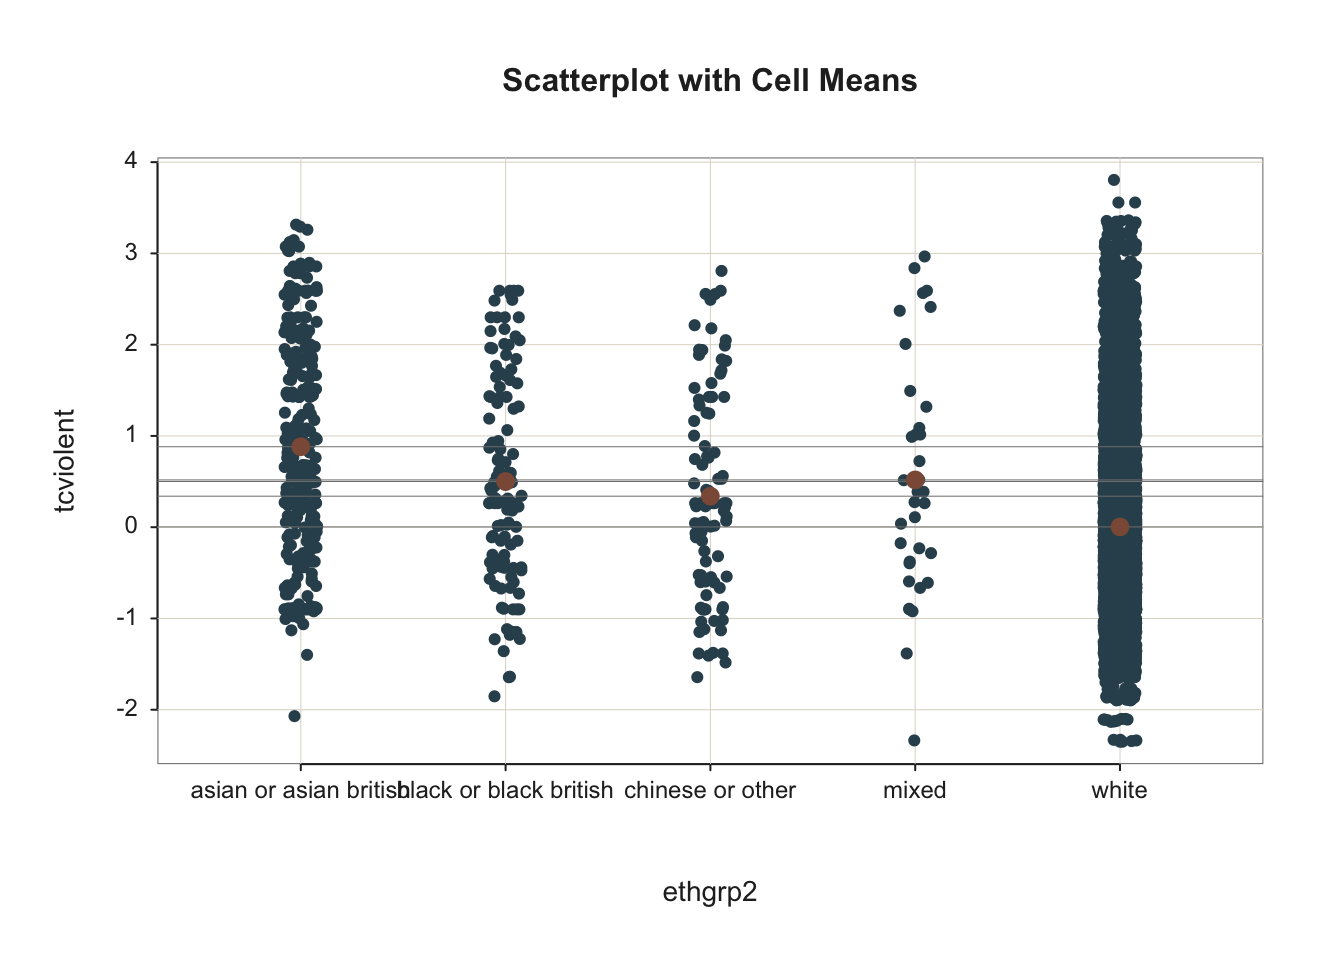 Scatterplot with Cell Means
4
3
2
1
0
-1
-2
tcviolent
asian or asian british black or black british chinese or other mixed white
ethgrp2